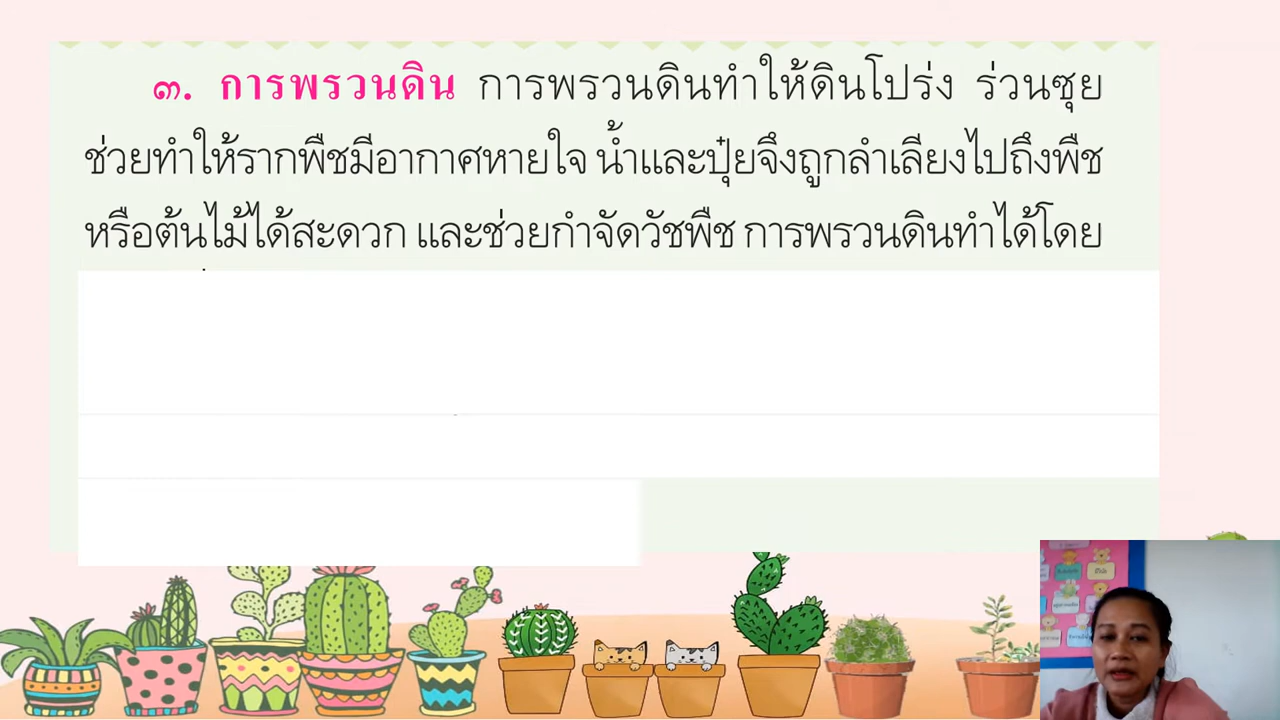 ๓. การพรวนดิน การพรวนดินทำให้ดินโปร่ง ร่วนซุย
ช่วยทำให้รากพืชมีอากาศหายใจ น้ำและปุ๋ยจึงถูกลำเลียงไปถึงพืช
หรือต้นไม้ได้สะดวก และช่วยกำจัดวัชพืช การพรวนดินทำได้โดย